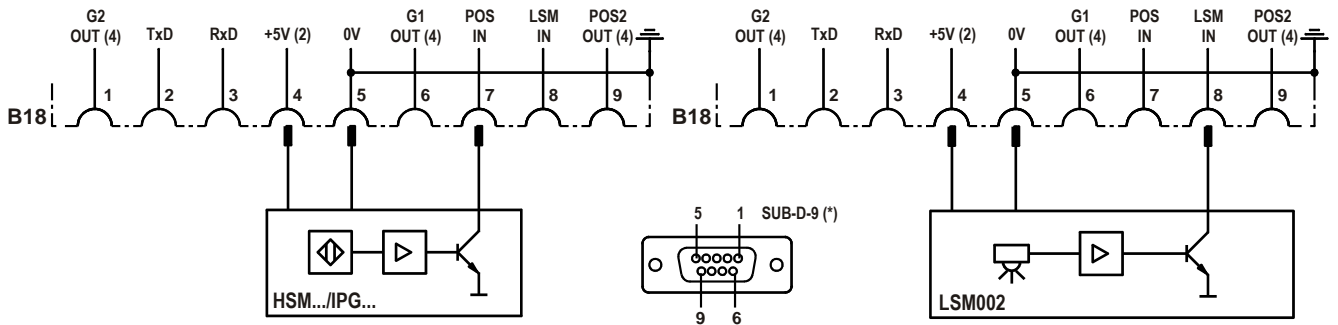 G2 G1 POS LSM POS2
OUT (4) TxD RxD +5V (2) 0V OUT (4) IN IN OUT (4)
1 2 3 4 5 6 7 8 9
B18
HSM.../IPG...
5 1 SUB-D-9 (*)
9 6
G2 G1 POS LSM POS2
OUT (4) TxD RxD +5V (2) 0V OUT (4) IN IN OUT (4)
1 2 3 4 5 6 7 8 9
B18
LSM002